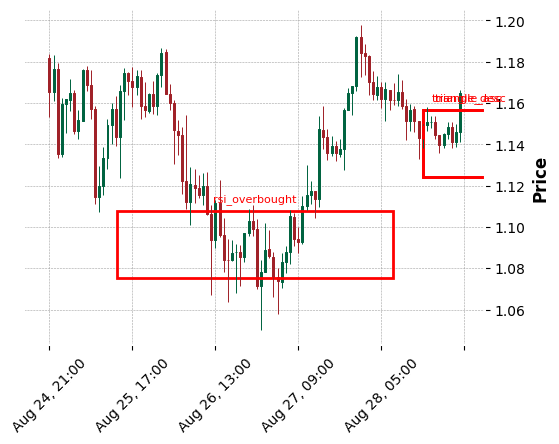 1.20
1.18
1.16
1.14
1.12
1.10
1.08
1.06
Price
rsi_overbought
Aug 24, 21:00
Aug 25, 17:00
Aug 26, 13:00
Aug 27, 09:00
Aug 28, 05:00